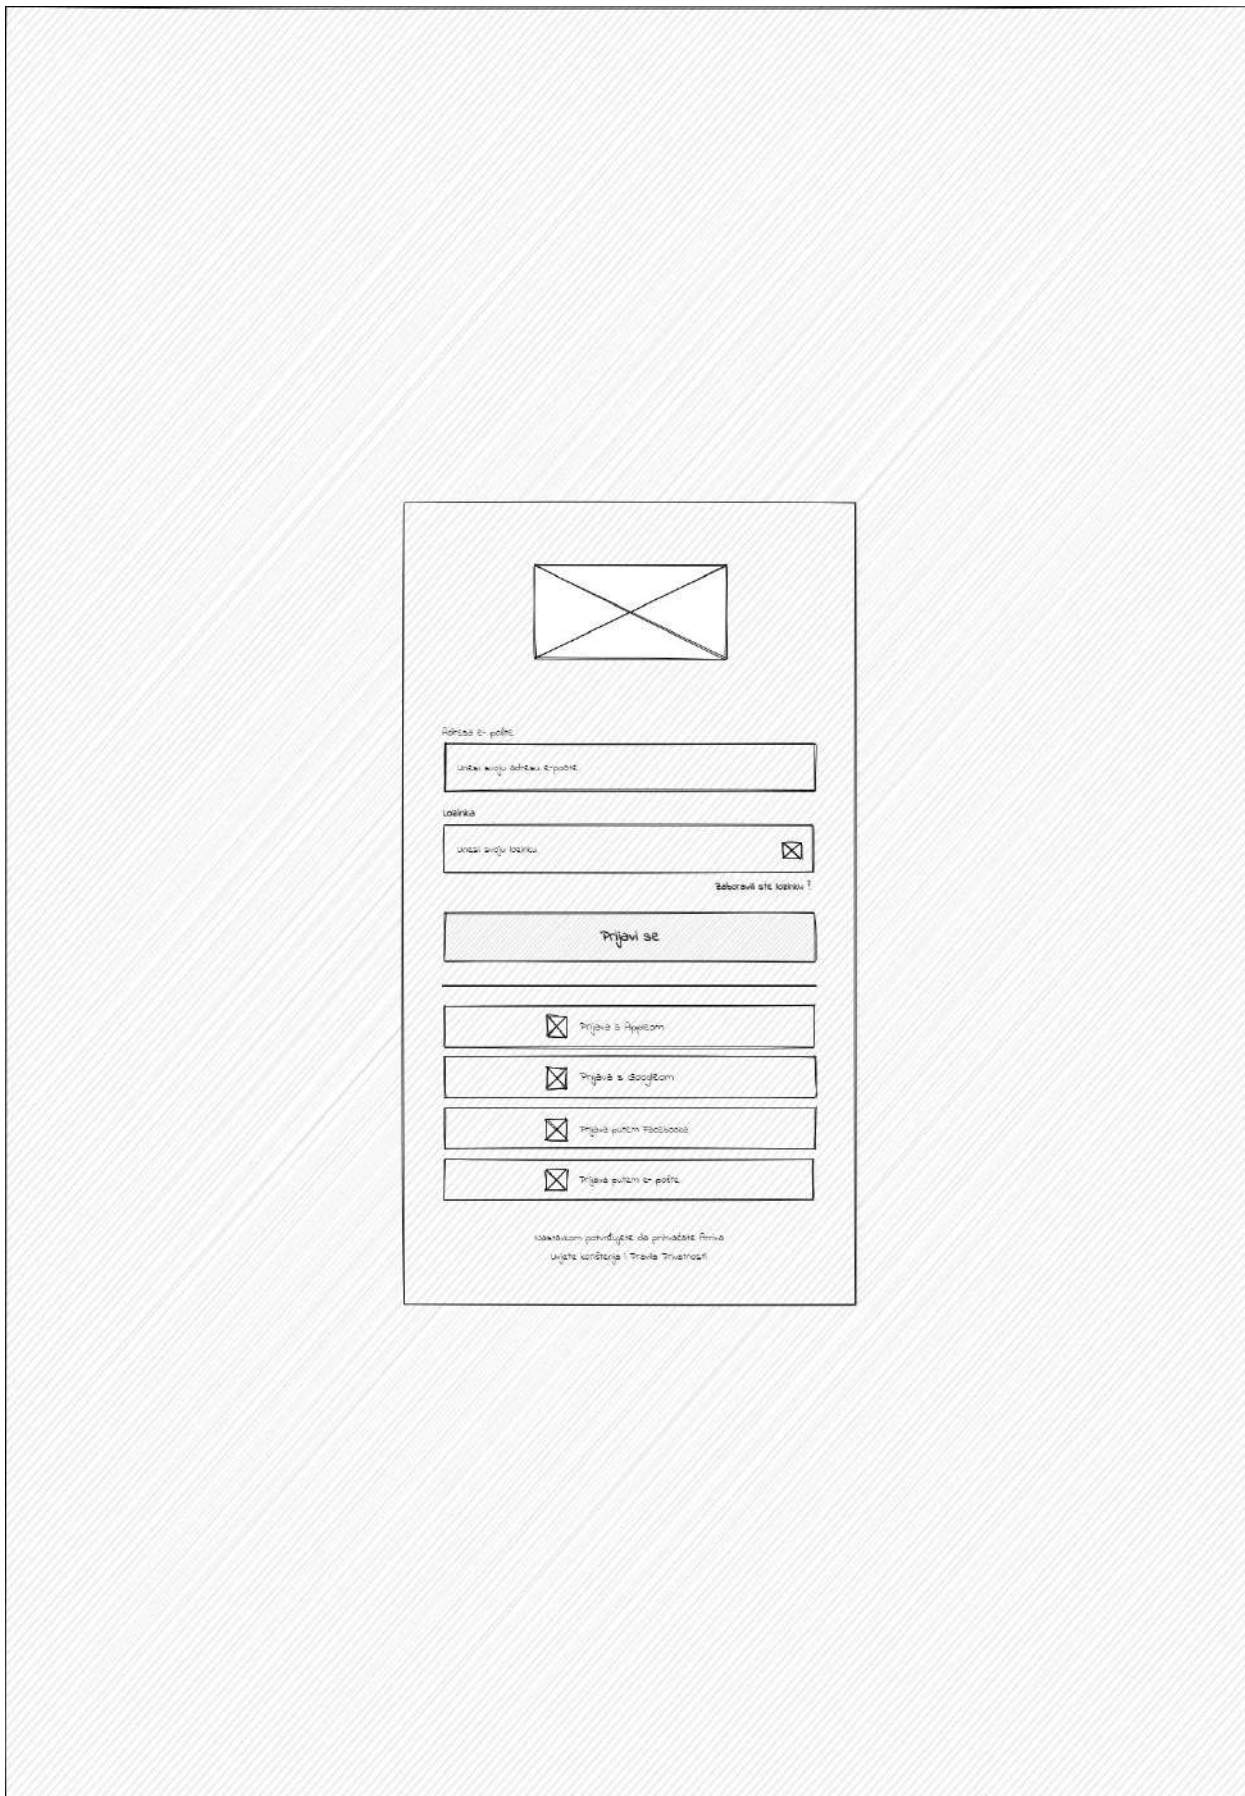 Adresa e- pošte
Unesi svoju adresu e-pošte
Lozinka
Unesi svoju lozinku
Zaboravili ste lozinku ?
Prijavi se
Prijava s Appleom
Prijava s Googleom
Prijava putem Facebooka
Prijava putem e- pošte
Nastavkom potvrđujete da prihvaćate Arriva
Uvjete korištenja i Pravila Privatnosti